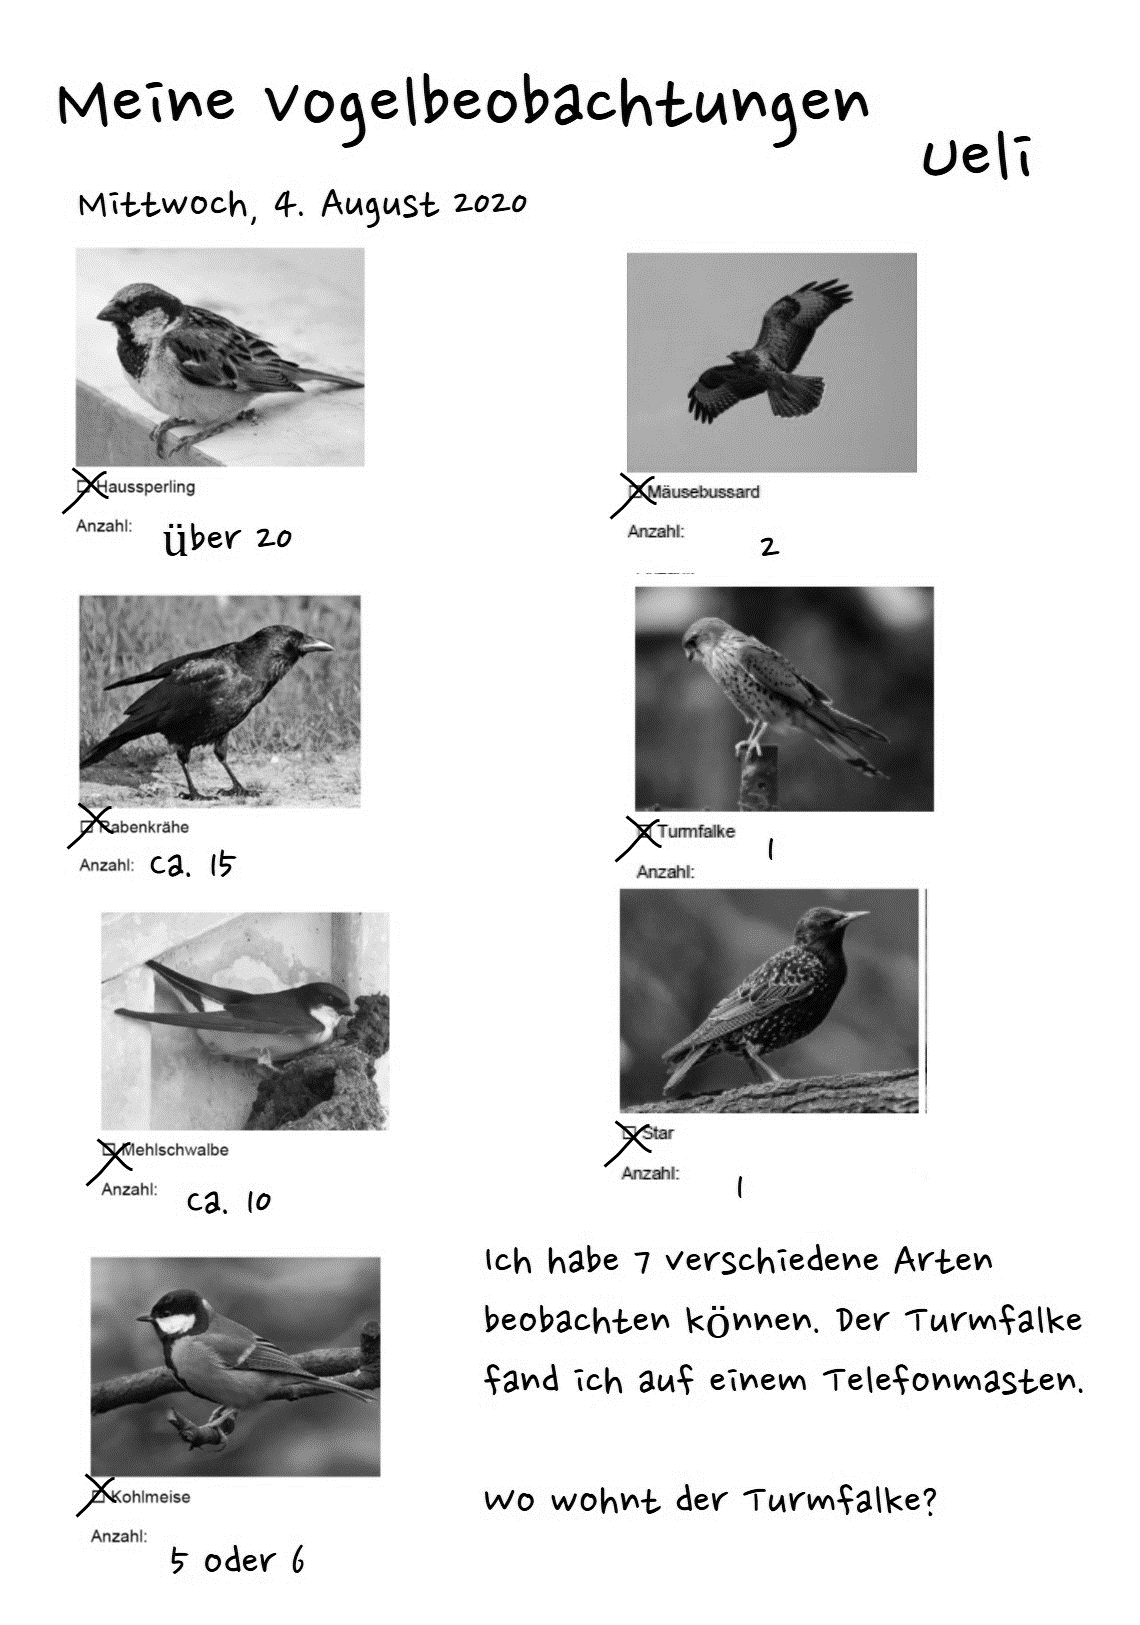 Meine Vogelbeobachtungen
Ueli
Mittwoch, 4. August 2020
Haussperling
Anzahl: über 20
Mäusebussard
Anzahl: 2
Rabenkrähe
Anzahl: ca. 15
Turmfalke
1
Anzahl:
Mehlschwalbe
Anzahl: ca. 10
Star
Anzahl: 1
Kohlmeise
Anzahl: 5 oder 6
Ich habe 7 verschiedene Arten
beobachten können. Der Turmfalke
fand ich auf einem Telefonmasten.
Wo wohnt der Turmfalke?